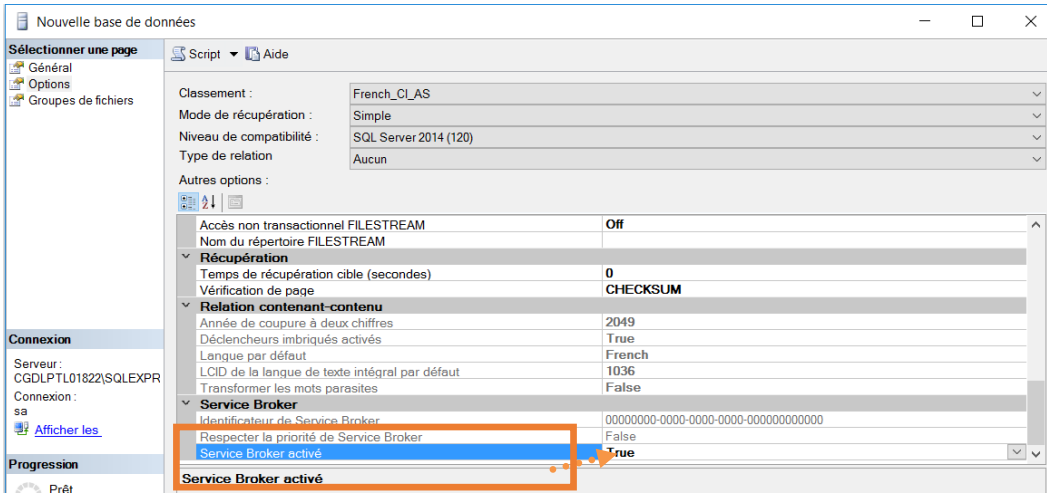 Nouvelle base de données
Sélectionner une page
Général
Options
Groupes de fichiers
Script Aide
Classement : French_CI_AS
Mode de récupération : Simple
Niveau de compatibilité : SQL Server 2014 (120)
Type de relation Aucun
Autres options :
Accès non transactionnel FILESTREAM Off
Nom du répertoire FILESTREAM
Récupération
Temps de récupération cible (secondes) 0
Vérification de page CHECKSUM
Relation contenant-contenu
Année de coupure à deux chiffres 2049
Déclencheurs imbriqués activés True
Langue par défaut French
LCID de la langue de texte intégral par défaut 1036
Transformer les mots parasites False
Service Broker
Identificateur de Service Broker 00000000-0000-0000-0000-000000000000
Respecter la priorité de Service Broker False
Service Broker activé True
Service Broker activé
Connexion
Serveur :
CGDLPTL01822\SQLEXPR
Connexion :
sa
Afficher les
Progression
Prêt